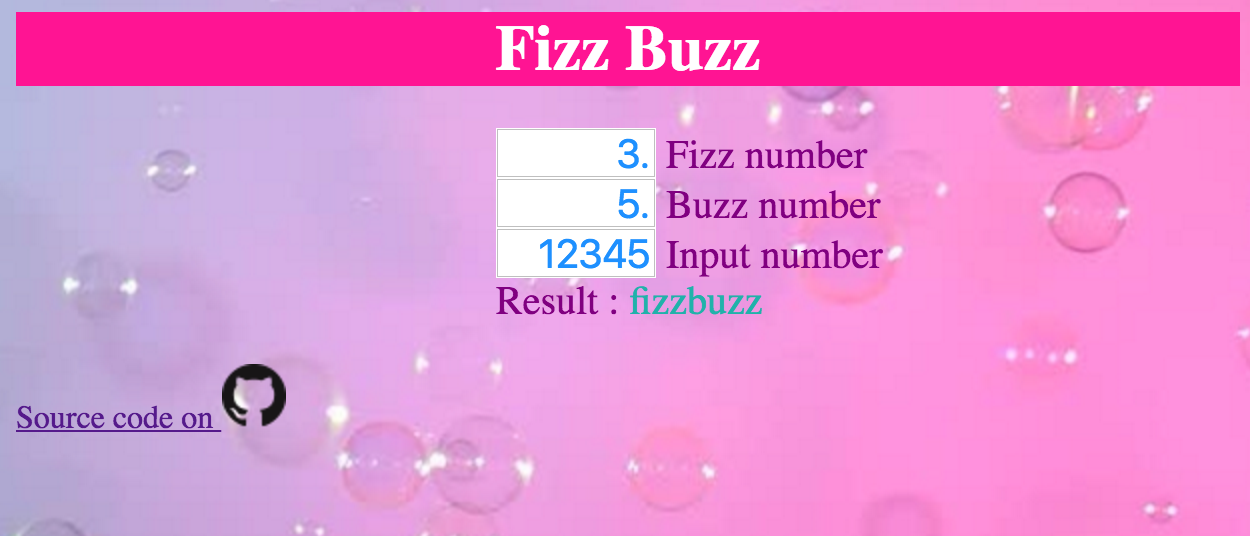 Fizz Buzz
3. Fizz number
5. Buzz number
12345 Input number
Result : fizzbuzz
Source code on